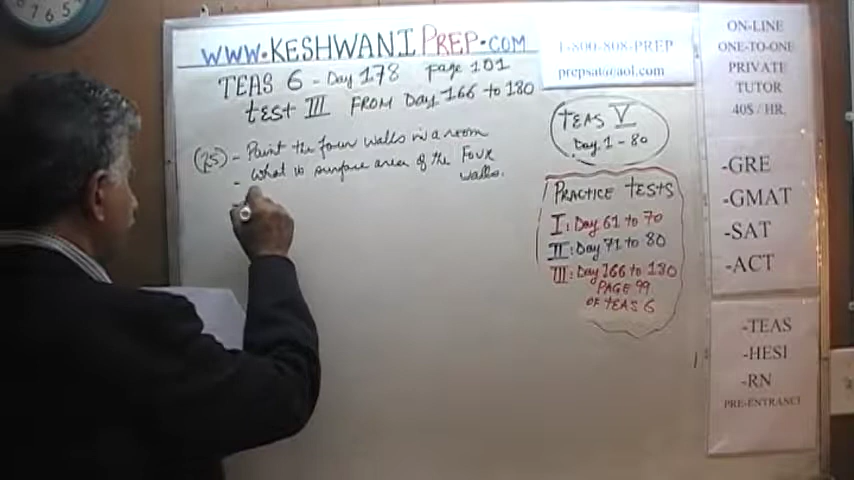 7 6 5
WWW.KESHWANIPREP.COM
TEAS 6 - Day 178 page 101
test III FROM Day 166 to 180
(25) - Paint the four walls in a room
- What is surface area of the Four
walls.
1-800-808-PREP
prepsat@aol.com
TEAS V
Day 1 - 80
PRACTICE TESTS
I: Day 61 to 70
II: Day 71 to 80
III: Day 166 to 180
PAGE 99
OF TEAS 6
ON-LINE
ONE-TO-ONE
PRIVATE
TUTOR
40$ / HR.
-GRE
-GMAT
-SAT
-ACT
-TEAS
-HESI
-RN
PRE-ENTRANCE